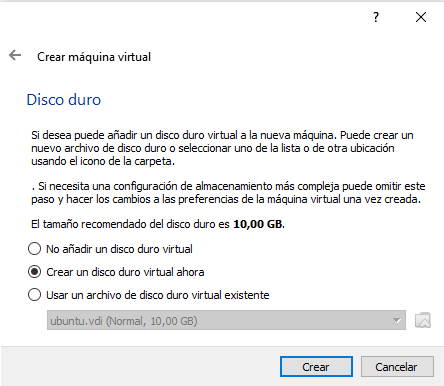 ?
Crear máquina virtual
Disco duro
Si desea puede añadir un disco duro virtual a la nueva máquina. Puede crear un
nuevo archivo de disco duro o seleccionar uno de la lista o de otra ubicación
usando el icono de la carpeta.
. Si necesita una configuración de almacenamiento más compleja puede omitir este
paso y hacer los cambios a las preferencias de la máquina virtual una vez creada.
El tamaño recomendado del disco duro es 10,00 GB.
No añadir un disco duro virtual
Crear un disco duro virtual ahora
Usar un archivo de disco duro virtual existente
ubuntu.vdi (Normal, 10,00 GB)
Crear
Cancelar